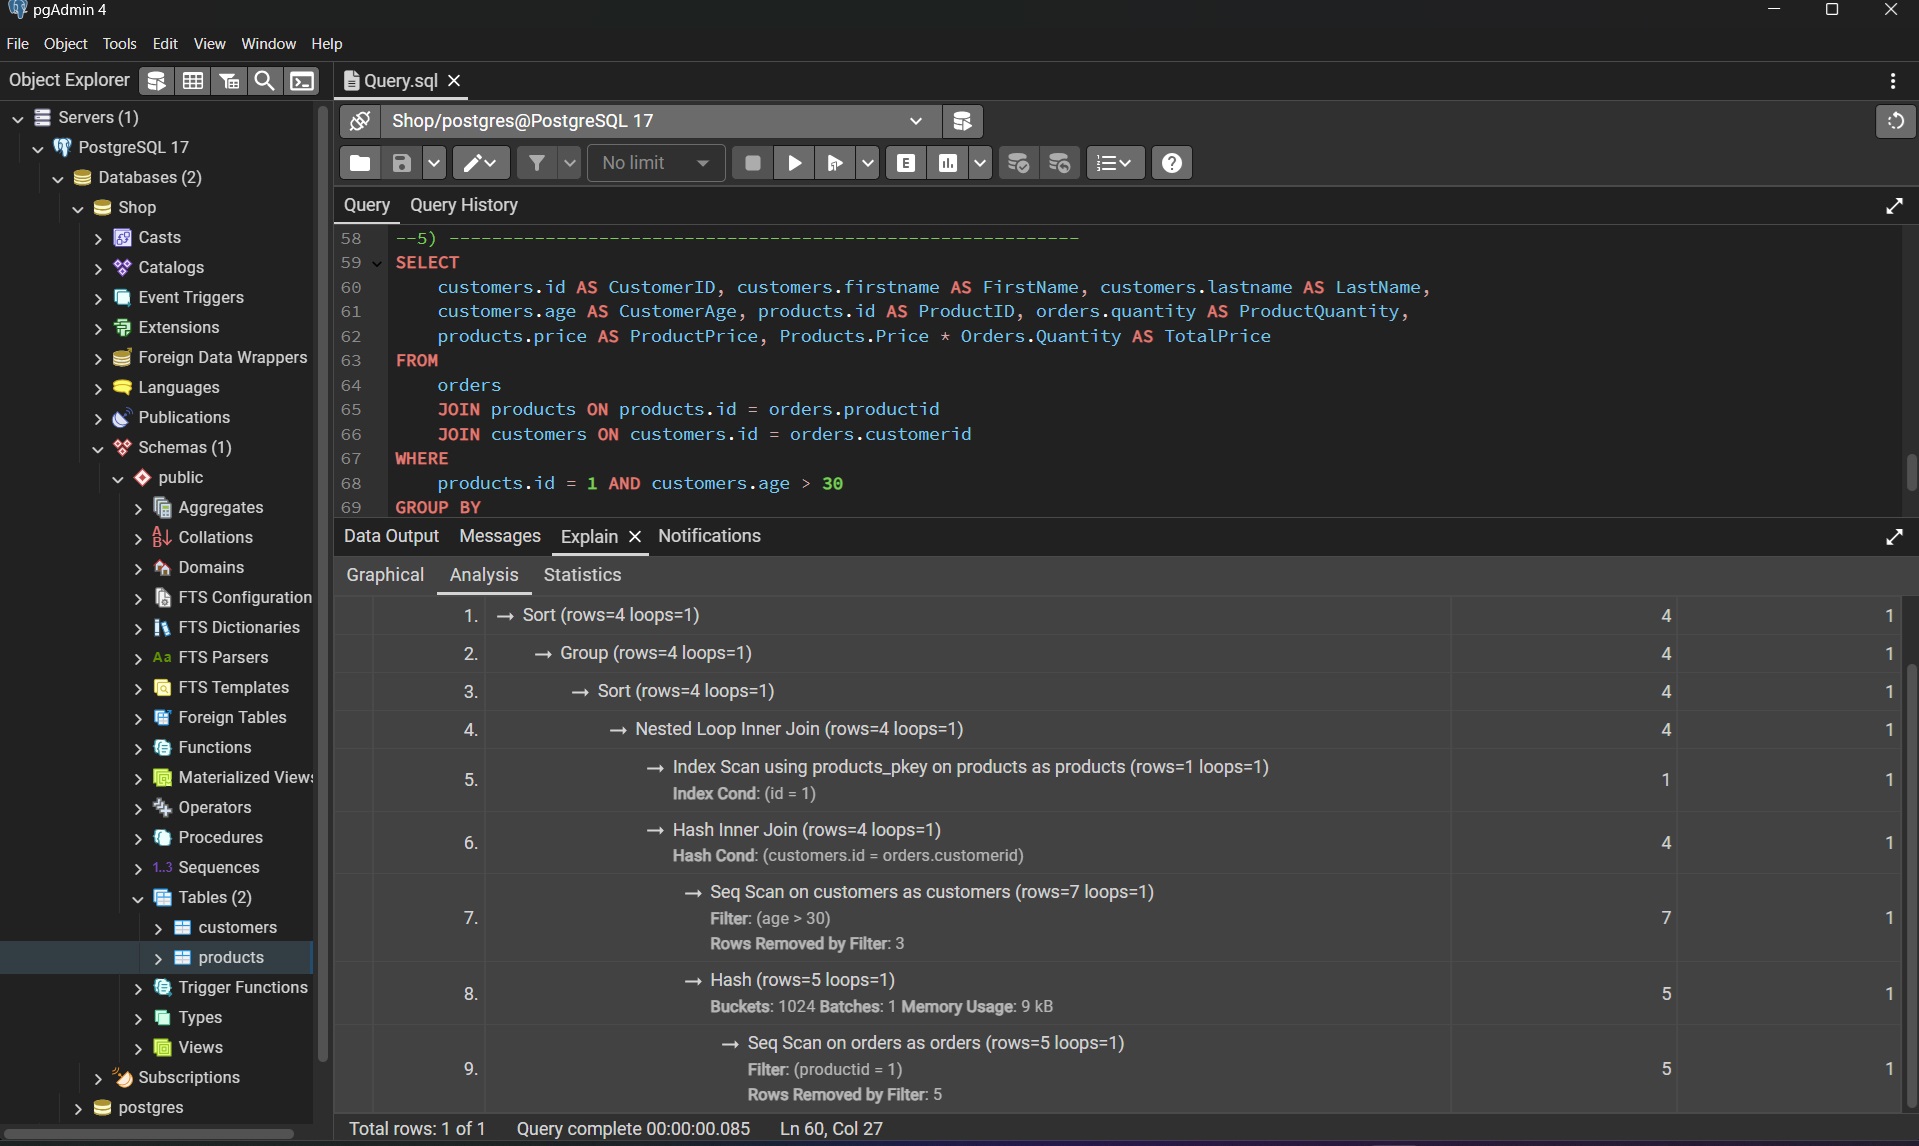 pgAdmin 4
File Object Tools Edit View Window Help
Object Explorer
Servers (1)
PostgreSQL 17
Databases (2)
Shop
Casts
Catalogs
Event Triggers
Extensions
Foreign Data Wrappers
Languages
Publications
Schemas (1)
public
Aggregates
Collations
Domains
FTS Configuration
FTS Dictionaries
Aa FTS Parsers
FTS Templates
Foreign Tables
Functions
Materialized Views
Operators
Procedures
1..3 Sequences
Tables (2)
customers
products
Trigger Functions
Types
Views
Subscriptions
postgres
Query.sql
Shop/postgres@PostgreSQL 17
No limit
E
Query Query History
58 --5) -----------------------------------------------------------
59 SELECT
60 customers.id AS CustomerID, customers.firstname AS FirstName, customers.lastname AS LastName,
61 customers.age AS CustomerAge, products.id AS ProductID, orders.quantity AS ProductQuantity,
62 products.price AS ProductPrice, Products.Price * Orders.Quantity AS TotalPrice
63 FROM
64 orders
65 JOIN products ON products.id = orders.productid
66 JOIN customers ON customers.id = orders.customerid
67 WHERE
68 products.id = 1 AND customers.age > 30
69 GROUP BY
Data Output Messages Explain Notifications
Graphical Analysis Statistics
1. → Sort (rows=4 loops=1) 4 1
2. → Group (rows=4 loops=1) 4 1
3. → Sort (rows=4 loops=1) 4 1
4. → Nested Loop Inner Join (rows=4 loops=1) 4 1
5. → Index Scan using products_pkey on products as products (rows=1 loops=1) 1 1
Index Cond: (id = 1)
6. → Hash Inner Join (rows=4 loops=1) 4 1
Hash Cond: (customers.id = orders.customerid)
7. → Seq Scan on customers as customers (rows=7 loops=1) 7 1
Filter: (age > 30)
Rows Removed by Filter: 3
8. → Hash (rows=5 loops=1) 5 1
Buckets: 1024 Batches: 1 Memory Usage: 9 kB
9. → Seq Scan on orders as orders (rows=5 loops=1) 5 1
Filter: (productid = 1)
Rows Removed by Filter: 5
Total rows: 1 of 1 Query complete 00:00:00.085 Ln 60, Col 27